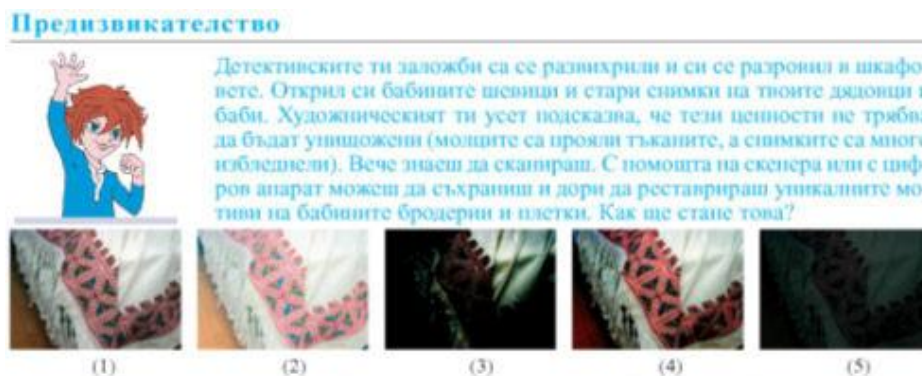 Предизвикателство
Детективските ти заложби са се развихрили и си се разровил в шкафо-
вете. Открил си бабините шевици и стари снимки на твоите дядовци и
баби. Художническият ти усет подсказва, че тези ценности не трябва
да бъдат унищожени (молците са прояли тъканите, а снимките са много
избледнели). Вече знаеш да сканираш. С помощта на скенера или с циф-
ров апарат можеш да съхраниш и дори да реставрираш уникалните мо-
тиви на бабините бродерии и плетки. Как ще стане това?
(1) (2) (3) (4) (5)